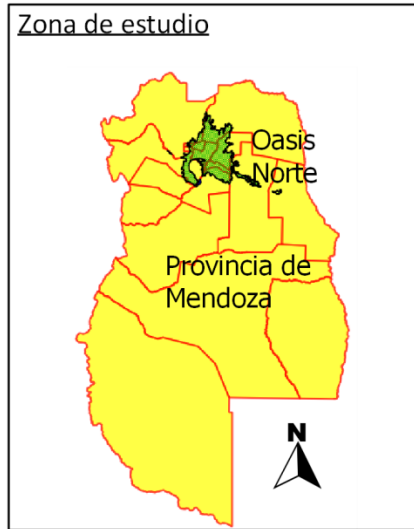 Zona de estudio
Oasis
Norte
Provincia de
Mendoza
N